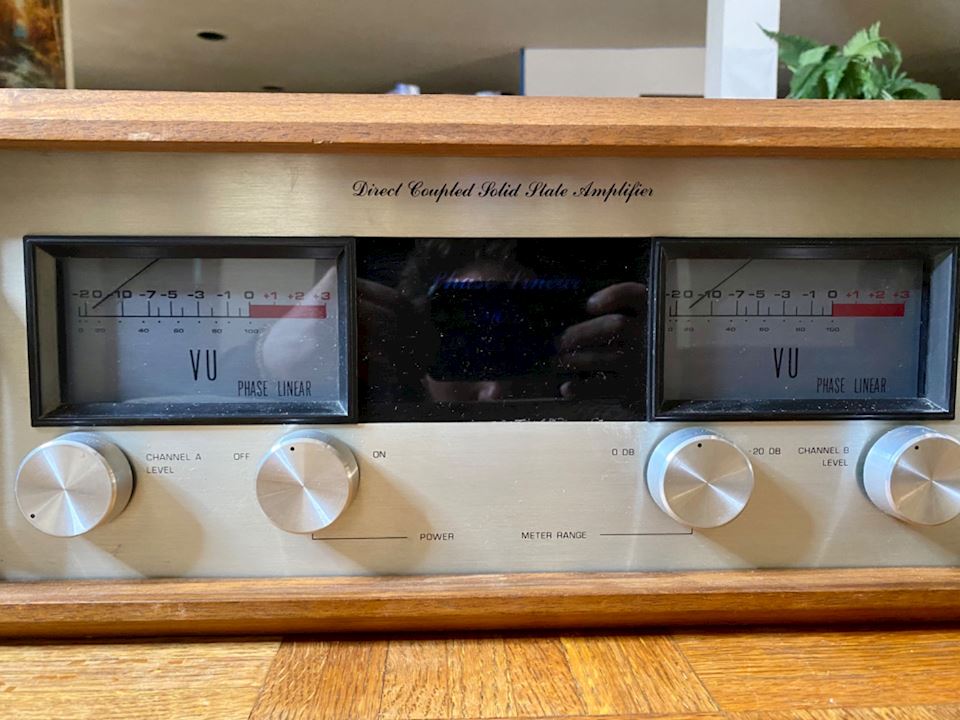 Direct Coupled Solid State Amplifier
-20 -10 -7 -5 -3 -1 0 +1 +2 +3
0 20 40 60 80 100
VU
PHASE LINEAR
Phase Linear
-20 -10 -7 -5 -3 -1 0 +1 +2 +3
0 20 40 60 80 100
VU
PHASE LINEAR
CHANNEL A
LEVEL
OFF
ON
POWER
0 DB
-20 DB
METER RANGE
CHANNEL B
LEVEL